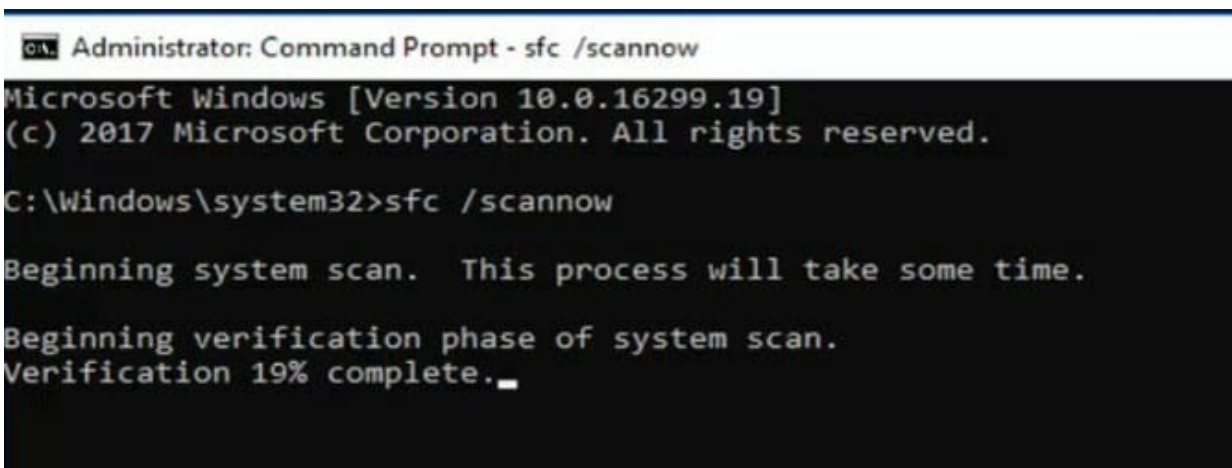 Administrator: Command Prompt - sfc /scannow
Microsoft Windows [Version 10.0.16299.19]
(c) 2017 Microsoft Corporation. All rights reserved.
C:\Windows\system32>sfc /scannow
Beginning system scan.  This process will take some time.
Beginning verification phase of system scan.
Verification 19% complete.